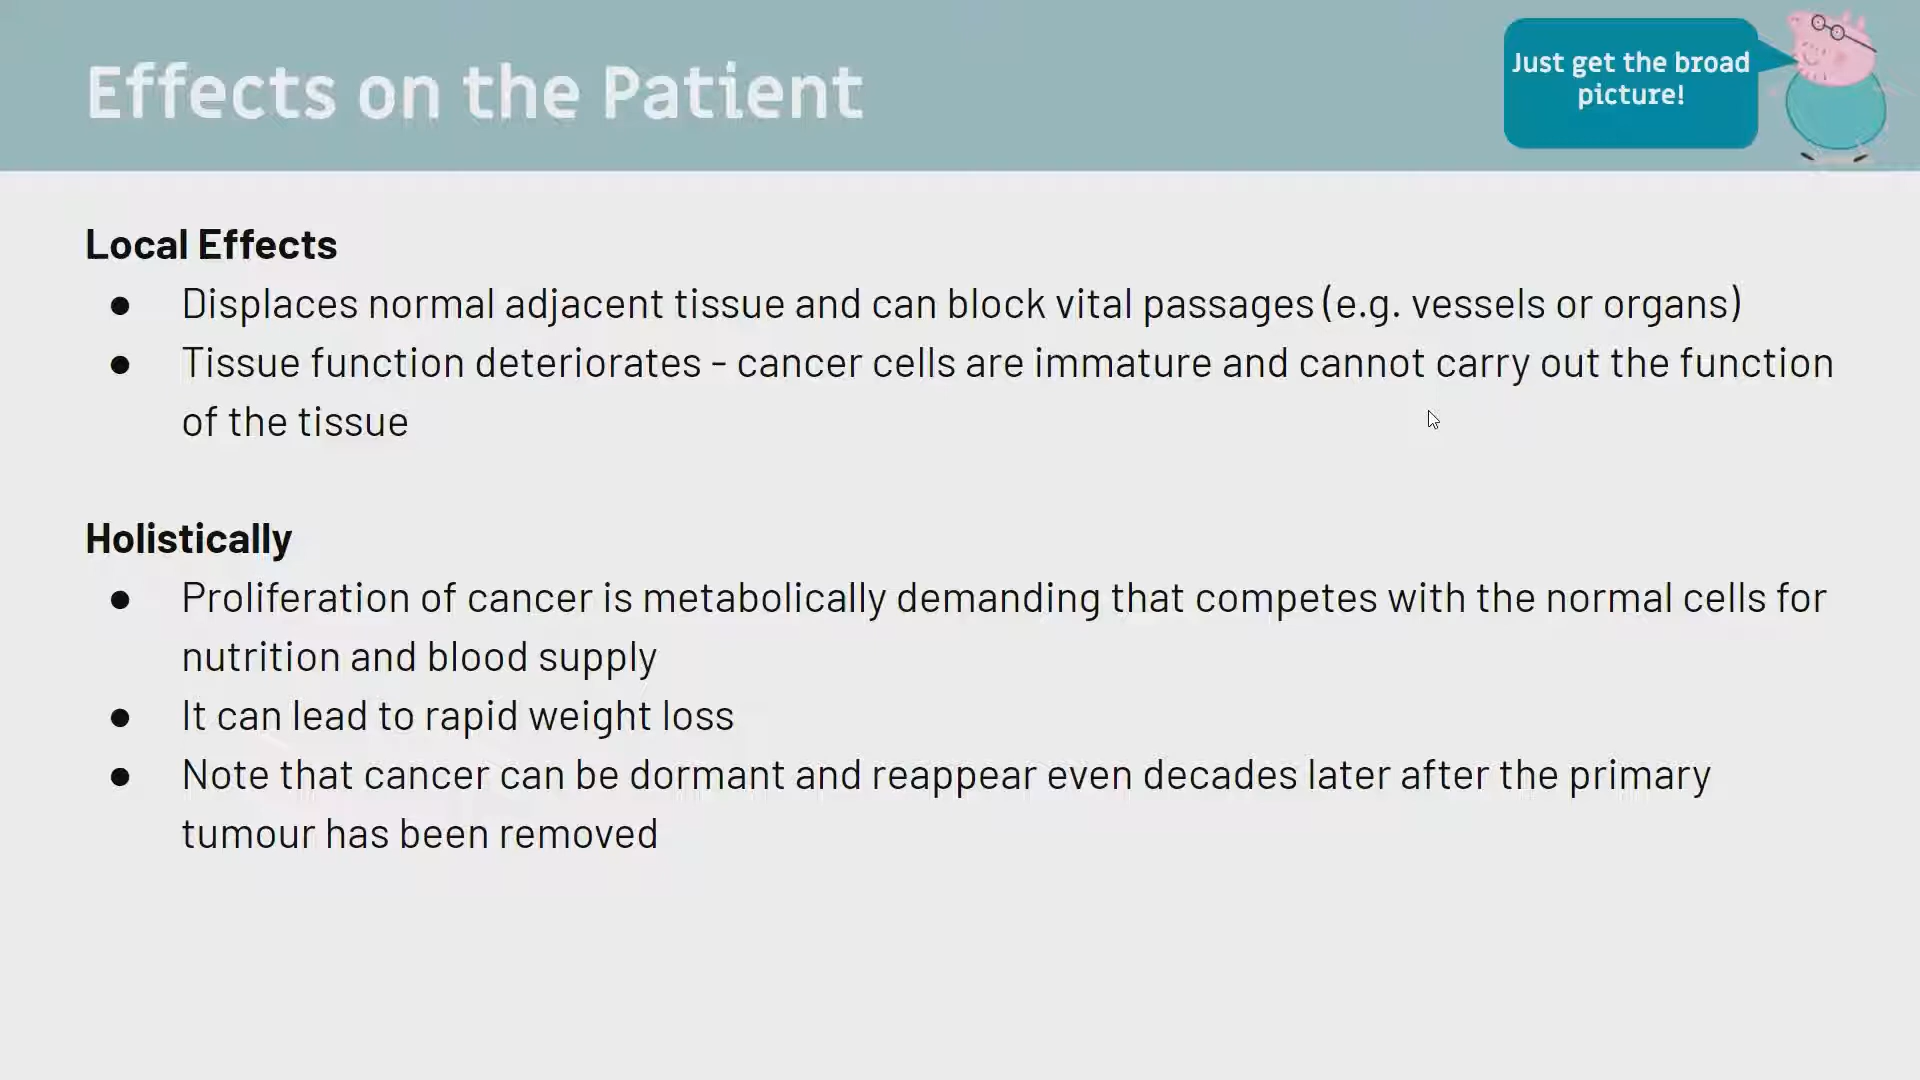 Effects on the Patient
Just get the broad
picture!
Local Effects
● Displaces normal adjacent tissue and can block vital passages (e.g. vessels or organs)
● Tissue function deteriorates - cancer cells are immature and cannot carry out the function
of the tissue
Holistically
● Proliferation of cancer is metabolically demanding that competes with the normal cells for
nutrition and blood supply
● It can lead to rapid weight loss
● Note that cancer can be dormant and reappear even decades later after the primary
tumour has been removed